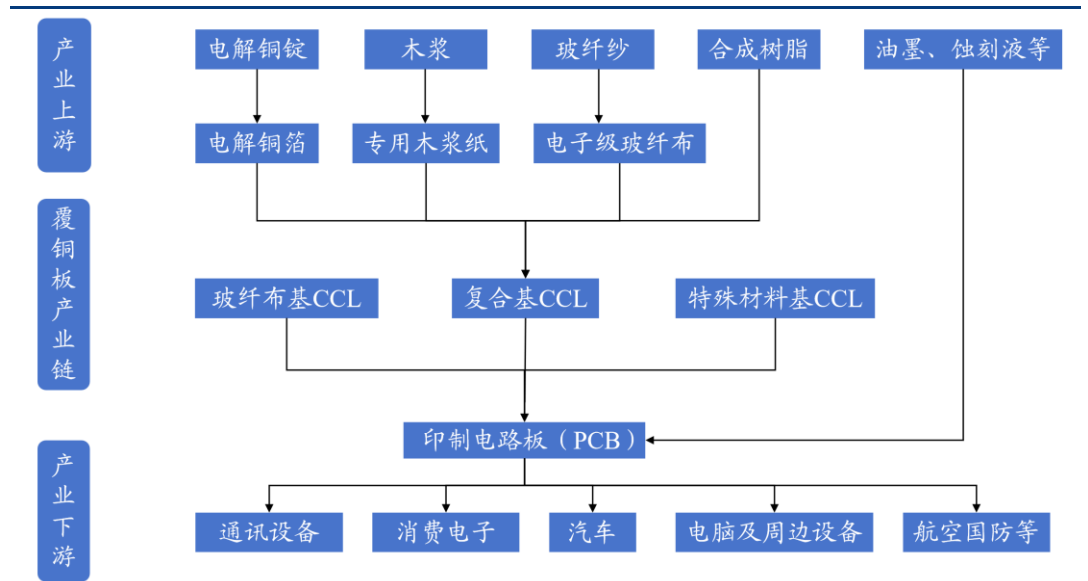 产业上游
电解铜锭
木浆
玻纤纱
合成树脂
油墨、蚀刻液等
电解铜箔
专用木浆纸
电子级玻纤布
覆铜板产业链
玻纤布基CCL
复合基CCL
特殊材料基CCL
印制电路板（PCB）
产业下游
通讯设备
消费电子
汽车
电脑及周边设备
航空国防等